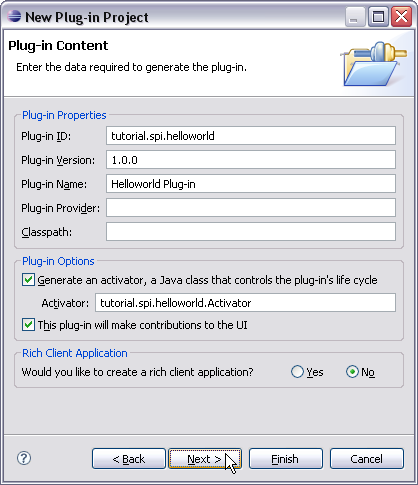 New Plug-in Project
Plug-in Content
Enter the data required to generate the plug-in.
Plug-in Properties
Plug-in ID: tutorial.spi.helloworld
Plug-in Version: 1.0.0
Plug-in Name: Helloworld Plug-in
Plug-in Provider:
Classpath:
Plug-in Options
Generate an activator, a Java class that controls the plug-in's life cycle
Activator: tutorial.spi.helloworld.Activator
This plug-in will make contributions to the UI
Rich Client Application
Would you like to create a rich client application? Yes No
? < Back Next > Finish Cancel